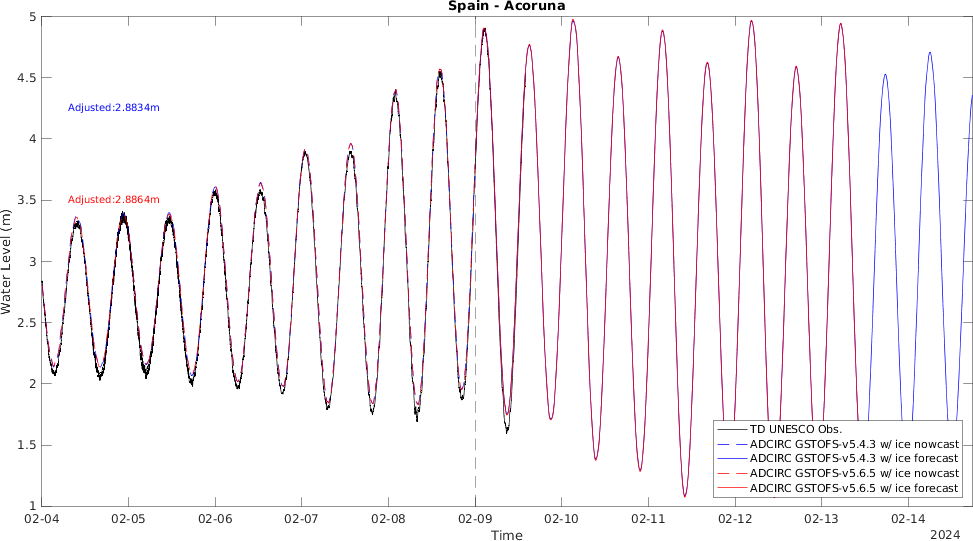 Spain - Acoruna
5
4.5
4
3.5
3
2.5
2
1.5
1
Water Level (m)
Adjusted:2.8834m
Adjusted:2.8864m
TD UNESCO Obs.
ADCIRC GSTOFS-v5.4.3 w/ ice nowcast
ADCIRC GSTOFS-v5.4.3 w/ ice forecast
ADCIRC GSTOFS-v5.6.5 w/ ice nowcast
ADCIRC GSTOFS-v5.6.5 w/ ice forecast
02-04 02-05 02-06 02-07 02-08 02-09 02-10 02-11 02-12 02-13 02-14
Time
2024